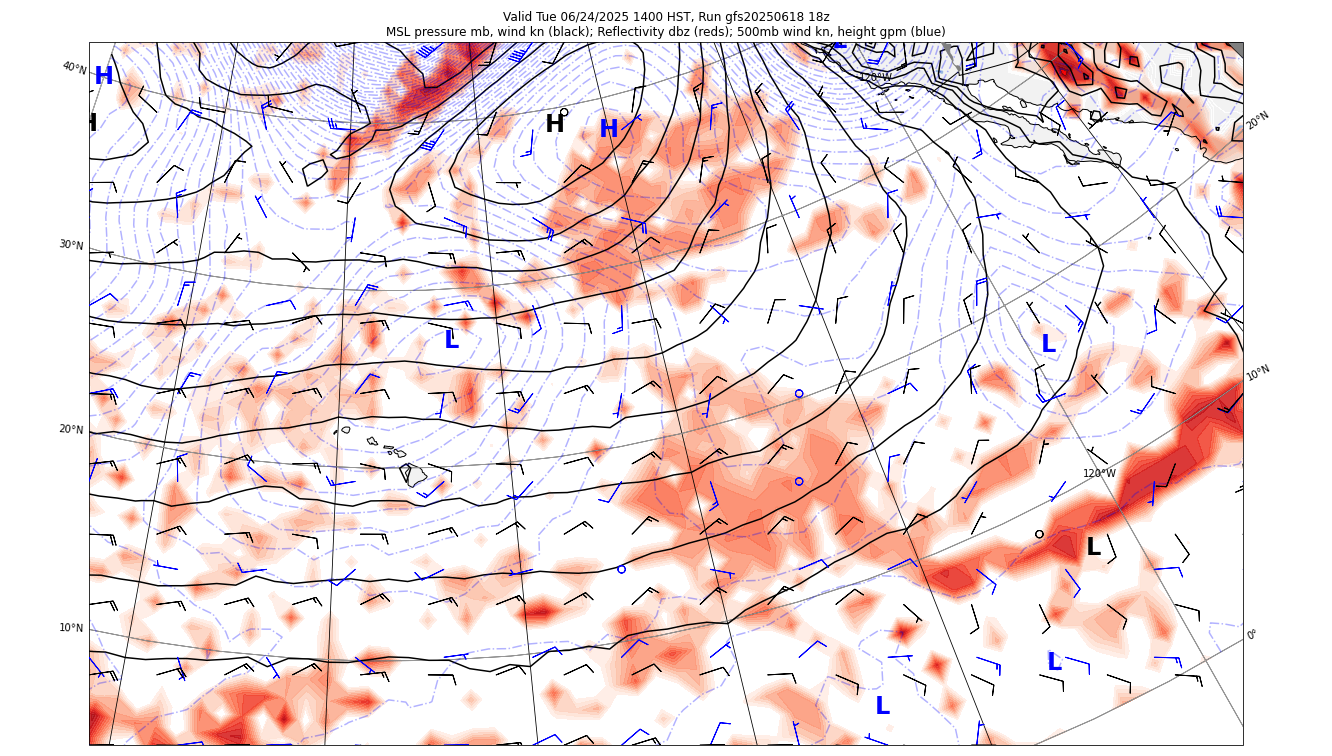 Valid Tue 06/24/2025 1400 HST, Run gfs20250618 18z
MSL pressure mb, wind kn (black); Reflectivity dbz (reds); 500mb wind kn, height gpm (blue)
L
40°N
H
120°W
H
H
H
20°N
30°N
L
L
10°N
20°N
120°W
L
10°N
0°
L
L